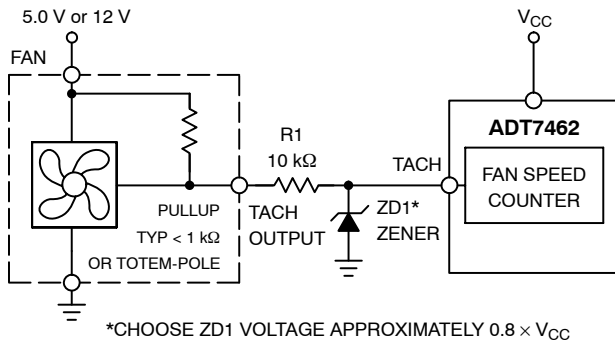 5.0 V or 12 V
FAN
PULLUP
TYP < 1 kΩ
OR TOTEM-POLE
TACH
OUTPUT
R1
10 kΩ
ZD1*
ZENER
TACH
VCC
ADT7462
FAN SPEED
COUNTER
*CHOOSE ZD1 VOLTAGE APPROXIMATELY 0.8 × VCC